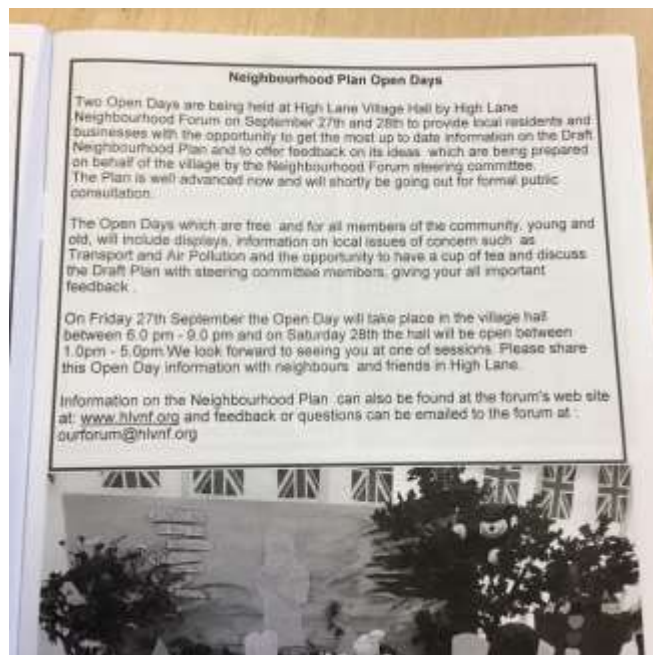 Neighbourhood Plan Open Days
Two Open Days are being held at High Lane Village Hall by High Lane
Neighbourhood Forum on September 27th and 28th to provide local residents and
businesses with the opportunity to get the most up to date information on the Draft
Neighbourhood Plan and to offer feedback on its ideas which are being prepared
on behalf of the village by the Neighbourhood Forum steering committee.
The Plan is well advanced now and will shortly be going out for formal public
consultation.
The Open Days which are free and for all members of the community, young and
old, will include displays, information on local issues of concern such as
Transport and Air Pollution and the opportunity to have a cup of tea and discuss
the Draft Plan with steering committee members, giving your all important
feedback
On Friday 27th September the Open Day will take place in the village hall
between 6.0 pm - 9.0 pm and on Saturday 28th the hall will be open between
1.0pm - 5.0pm.We look forward to seeing you at one of sessions. Please share
this Open Day information with neighbours and friends in High Lane.
Information on the Neighbourhood Plan can also be found at the forum's web site
at: www.hlvnf.org and feedback or questions can be emailed to the forum at :
ourforum@hlvnf.org